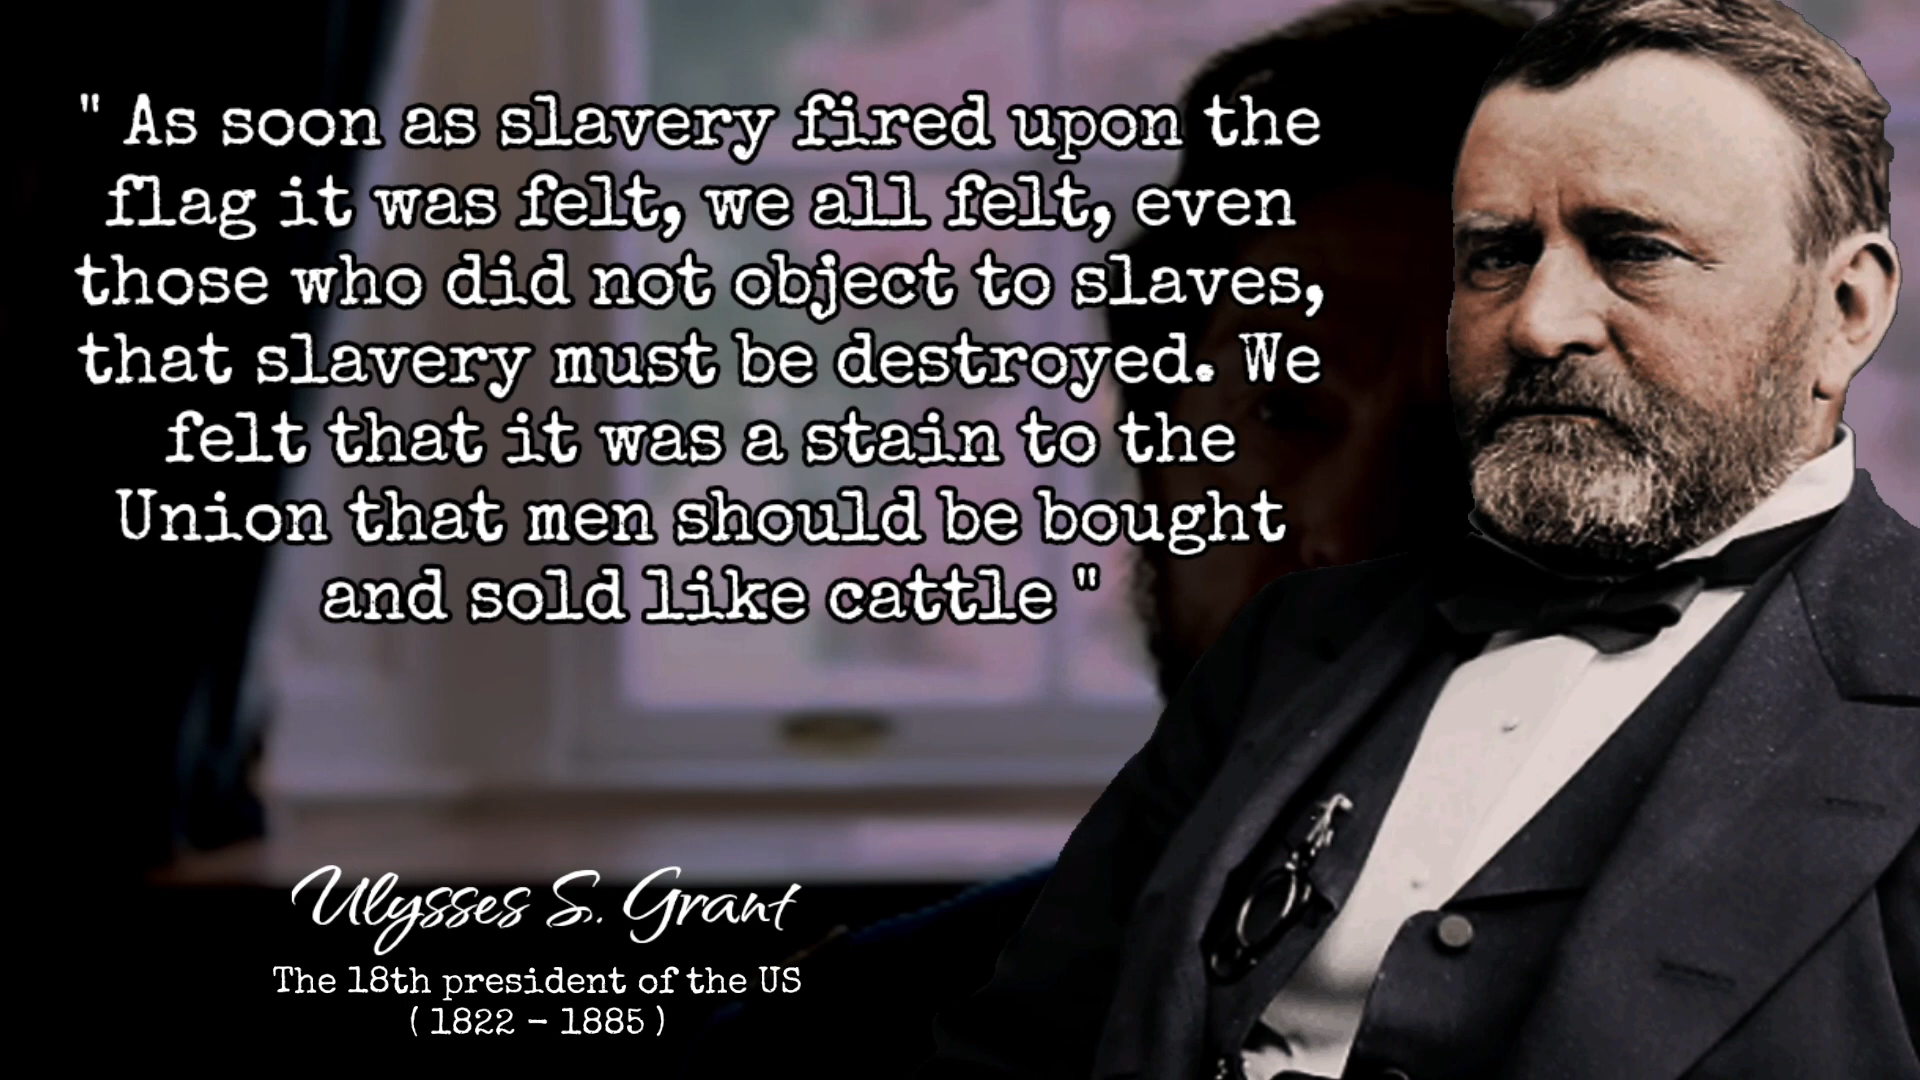 " As soon as slavery fired upon the
flag it was felt, we all felt, even
those who did not object to slaves,
that slavery must be destroyed. We
felt that it was a stain to the
Union that men should be bought
and sold like cattle "
Ulysses S. Grant
The 18th president of the US
( 1822 - 1885 )